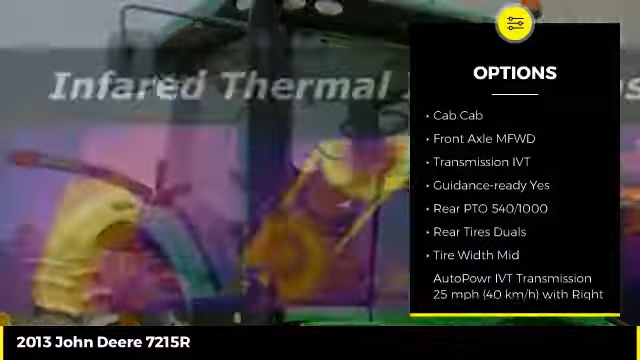 Infared Thermal
OPTIONS
Cab Cab
Front Axle MFWD
Transmission IVT
Guidance-ready Yes
Rear PTO 540/1000
Rear Tires Duals
Tire Width Mid
AutoPowr IVT Transmission
25 mph (40 km/h) with Right
2013 John Deere 7215R